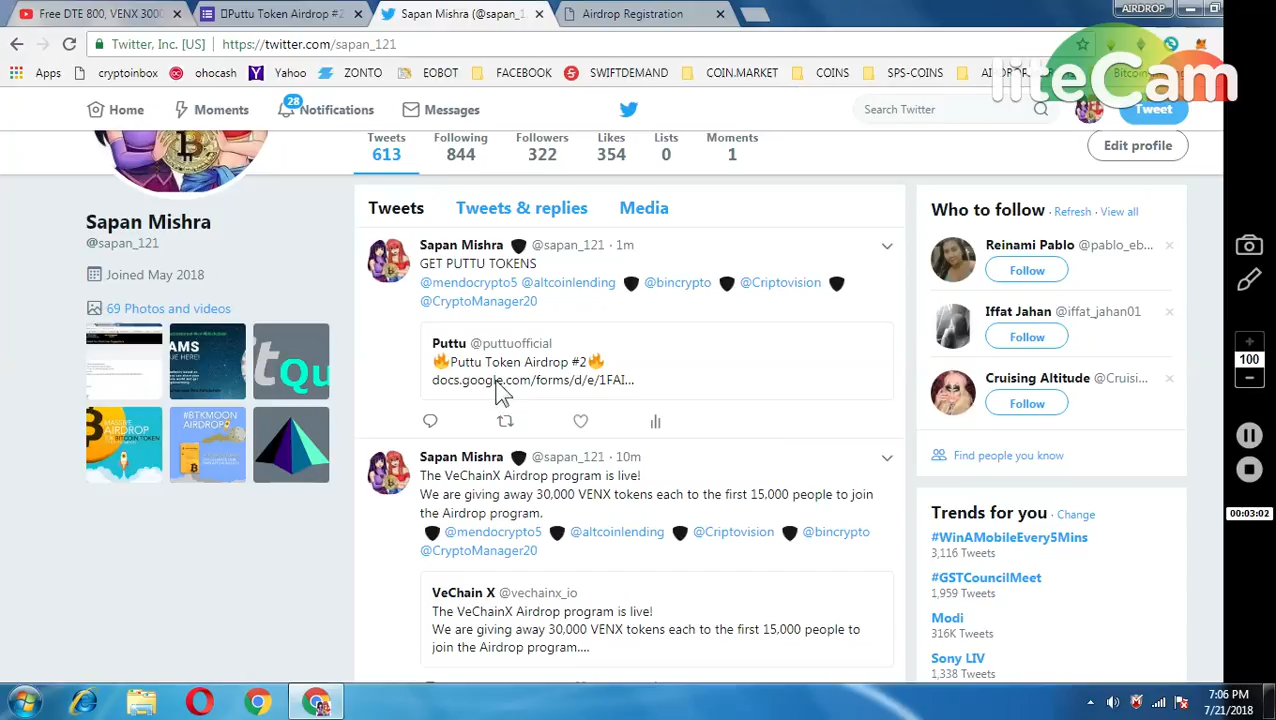 Free DTE 800, VENX 3000
Puttu Token Airdrop #2
Sapan Mishra (@sapan_1
Airdrop Registration
AIRDROP
Twitter, Inc. [US]
https://twitter.com/sapan_121
Apps
cryptoinbox
ohocash
Yahoo
ZONTO
EOBOT
FACEBOOK
SWIFTDEMAND
COIN.MARKET
COINS
SPS-COINS
liteCam
Home
Moments
28
Notifications
Messages
Search Twitter
Tweet
Tweets
613
Following
844
Followers
322
Likes
354
Lists
0
Moments
1
Edit profile
Sapan Mishra
@sapan_121
Joined May 2018
69 Photos and videos
Tweets
Tweets & replies
Media
Sapan Mishra @sapan_121 · 1m
GET PUTTU TOKENS
@mendocrypto5 @altcoinlending @bincrypto @Criptovision
@CryptoManager20
Puttu @puttuofficial
🔥Puttu Token Airdrop #2🔥
docs.google.com/forms/d/e/1FAI...
Sapan Mishra @sapan_121 · 10m
The VeChainX Airdrop program is live!
We are giving away 30,000 VENX tokens each to the first 15,000 people to join
the Airdrop program.
@mendocrypto5 @altcoinlending @Criptovision @bincrypto
@CryptoManager20
VeChain X @vechainx_io
The VeChainX Airdrop program is live!
We are giving away 30,000 VENX tokens each to the first 15,000 people to
join the Airdrop program....
Who to follow · Refresh · View all
Reinami Pablo @pablo_eb...
Follow
Iffat Jahan @iffat_jahan01
Follow
Cruising Altitude @Cruisi...
Follow
Find people you know
Trends for you · Change
#WinAMobileEvery5Mins
3,116 Tweets
#GSTCouncilMeet
1,959 Tweets
Modi
316K Tweets
Sony LIV
1,338 Tweets
100
00:03:02
7:06 PM
7/21/2018